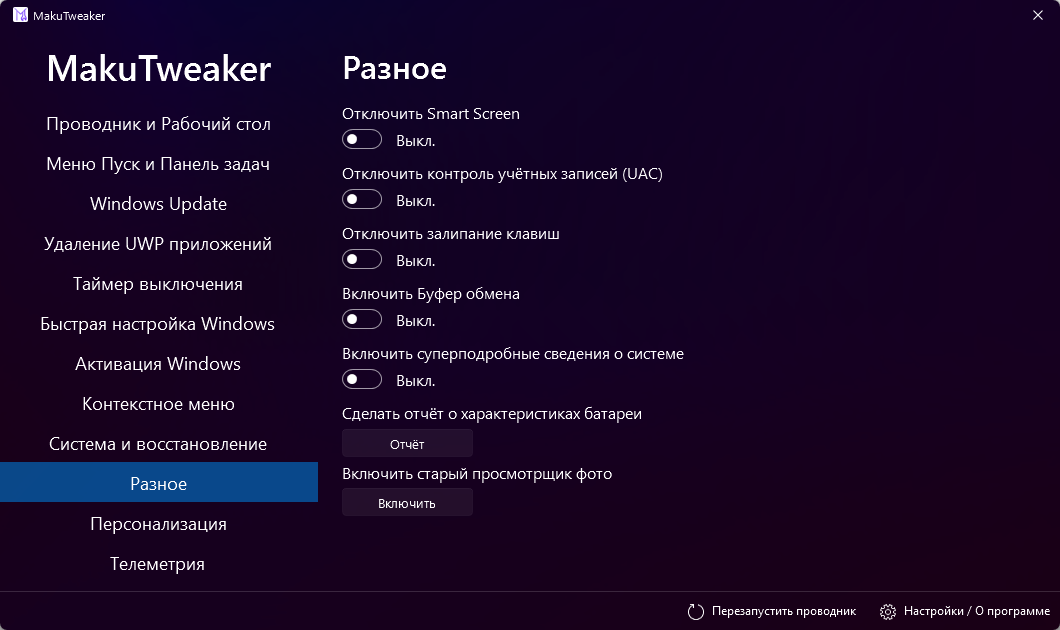 MakuTweaker
MakuTweaker
Проводник и Рабочий стол
Меню Пуск и Панель задач
Windows Update
Удаление UWP приложений
Таймер выключения
Быстрая настройка Windows
Активация Windows
Контекстное меню
Система и восстановление
Разное
Персонализация
Телеметрия
Разное
Отключить Smart Screen
Выкл.
Отключить контроль учётных записей (UAC)
Выкл.
Отключить залипание клавиш
Выкл.
Включить Буфер обмена
Выкл.
Включить суперподробные сведения о системе
Выкл.
Сделать отчёт о характеристиках батареи
Отчёт
Включить старый просмотрщик фото
Включить
Перезапустить проводник
Настройки / О программе